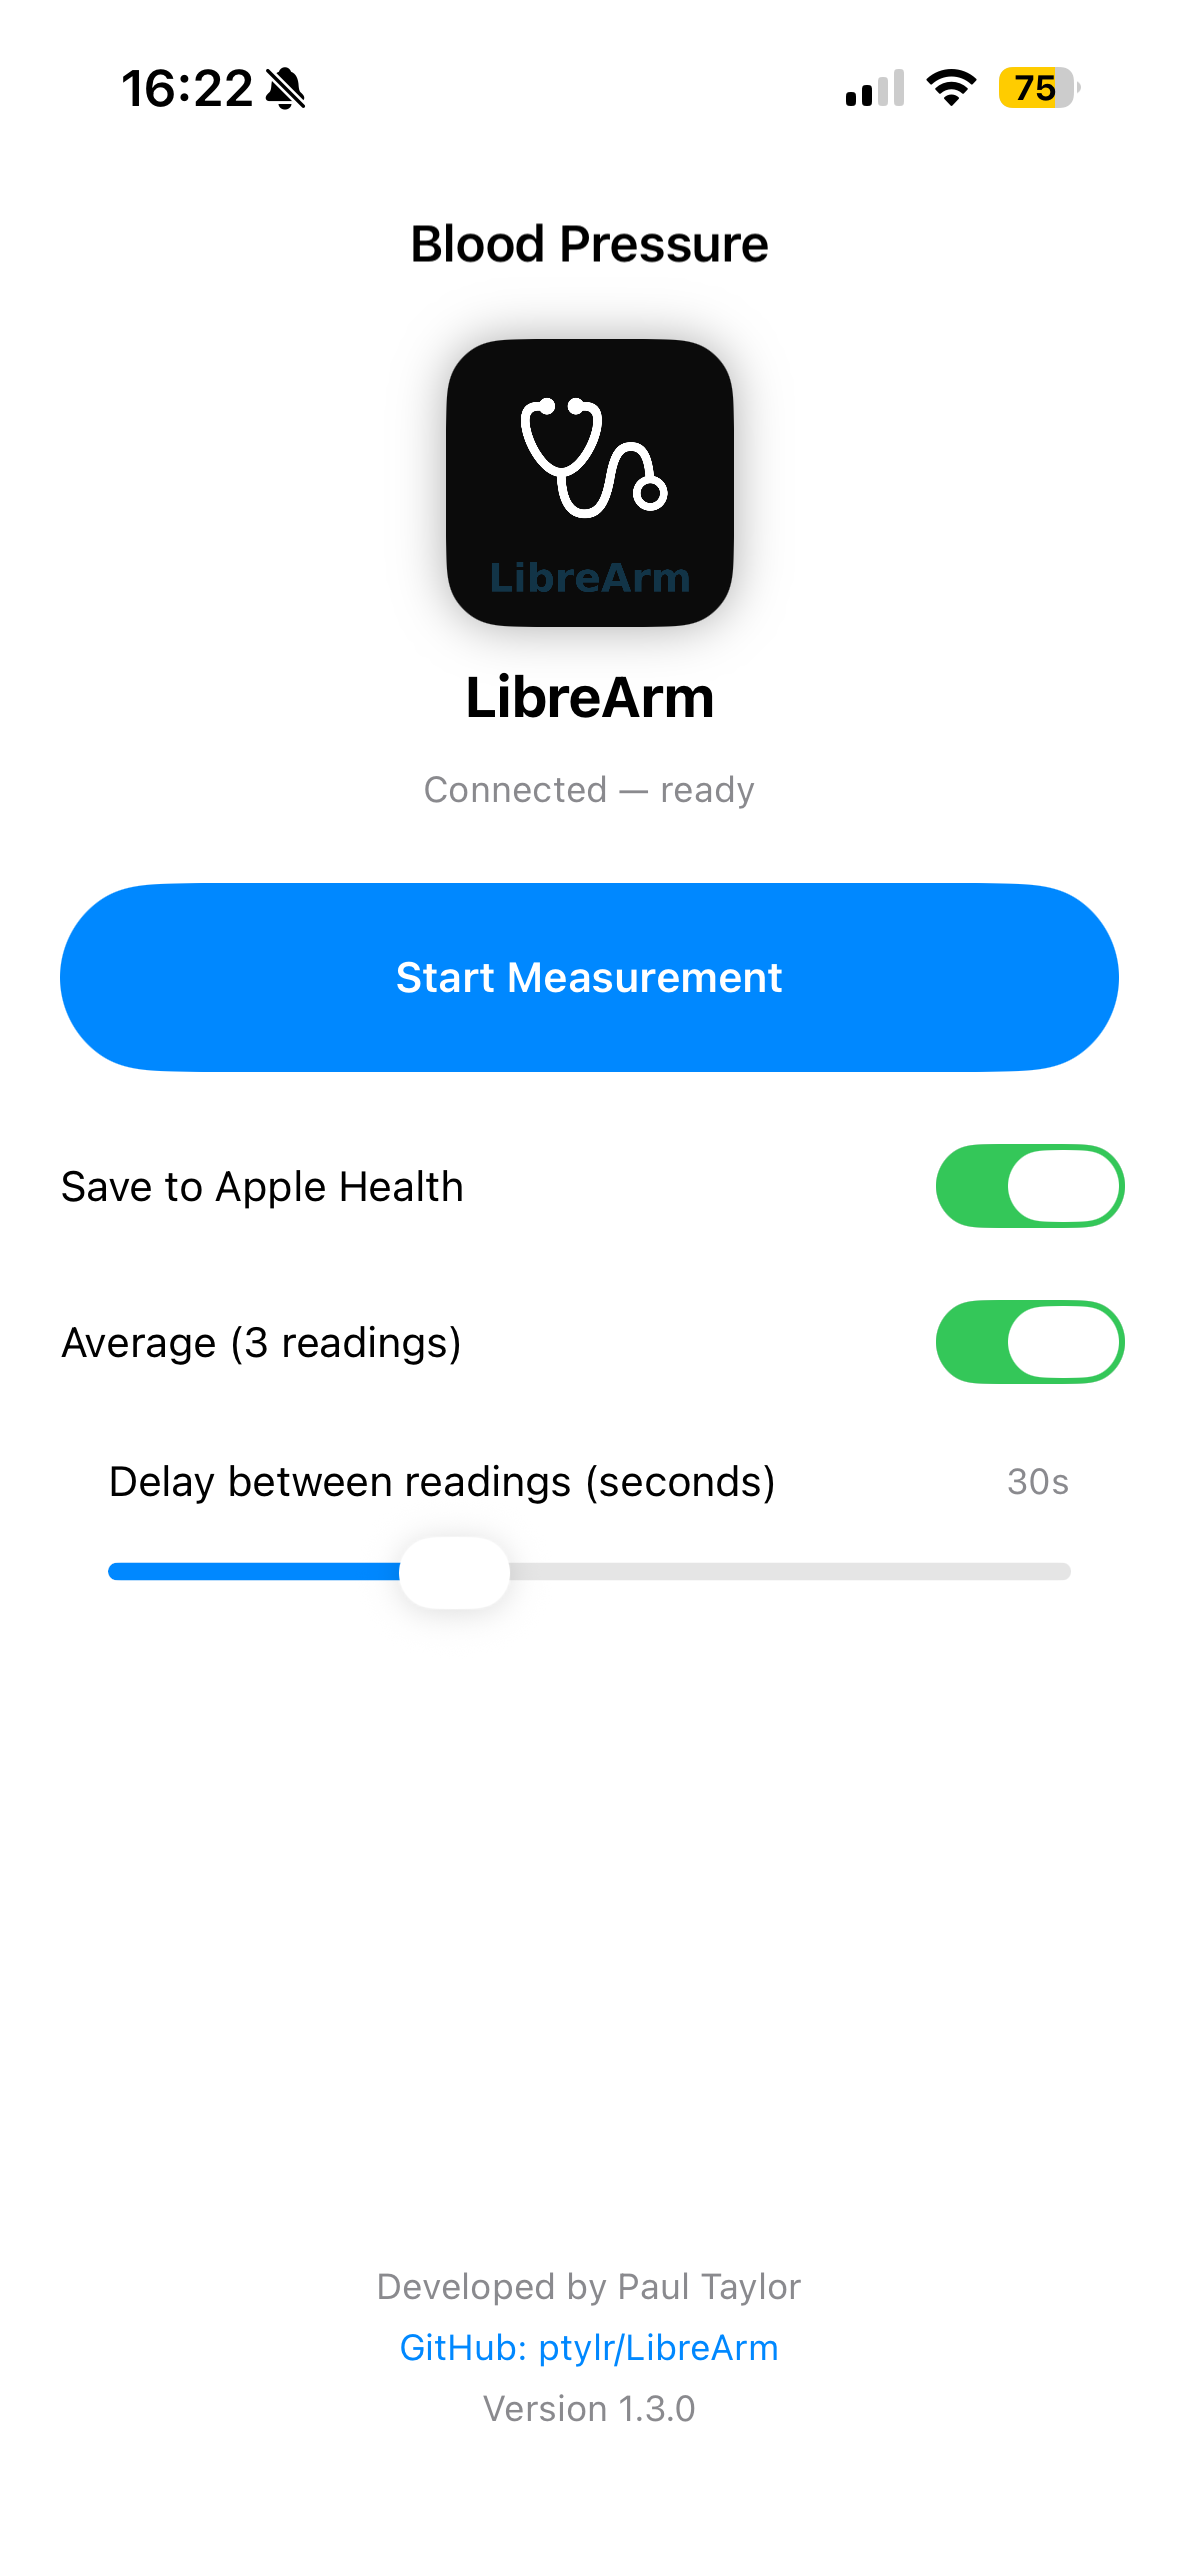 16:22
75
Blood Pressure
LibreArm
LibreArm
Connected — ready
Start Measurement
Save to Apple Health
Average (3 readings)
Delay between readings (seconds) 30s
Developed by Paul Taylor
GitHub: ptylr/LibreArm
Version 1.3.0